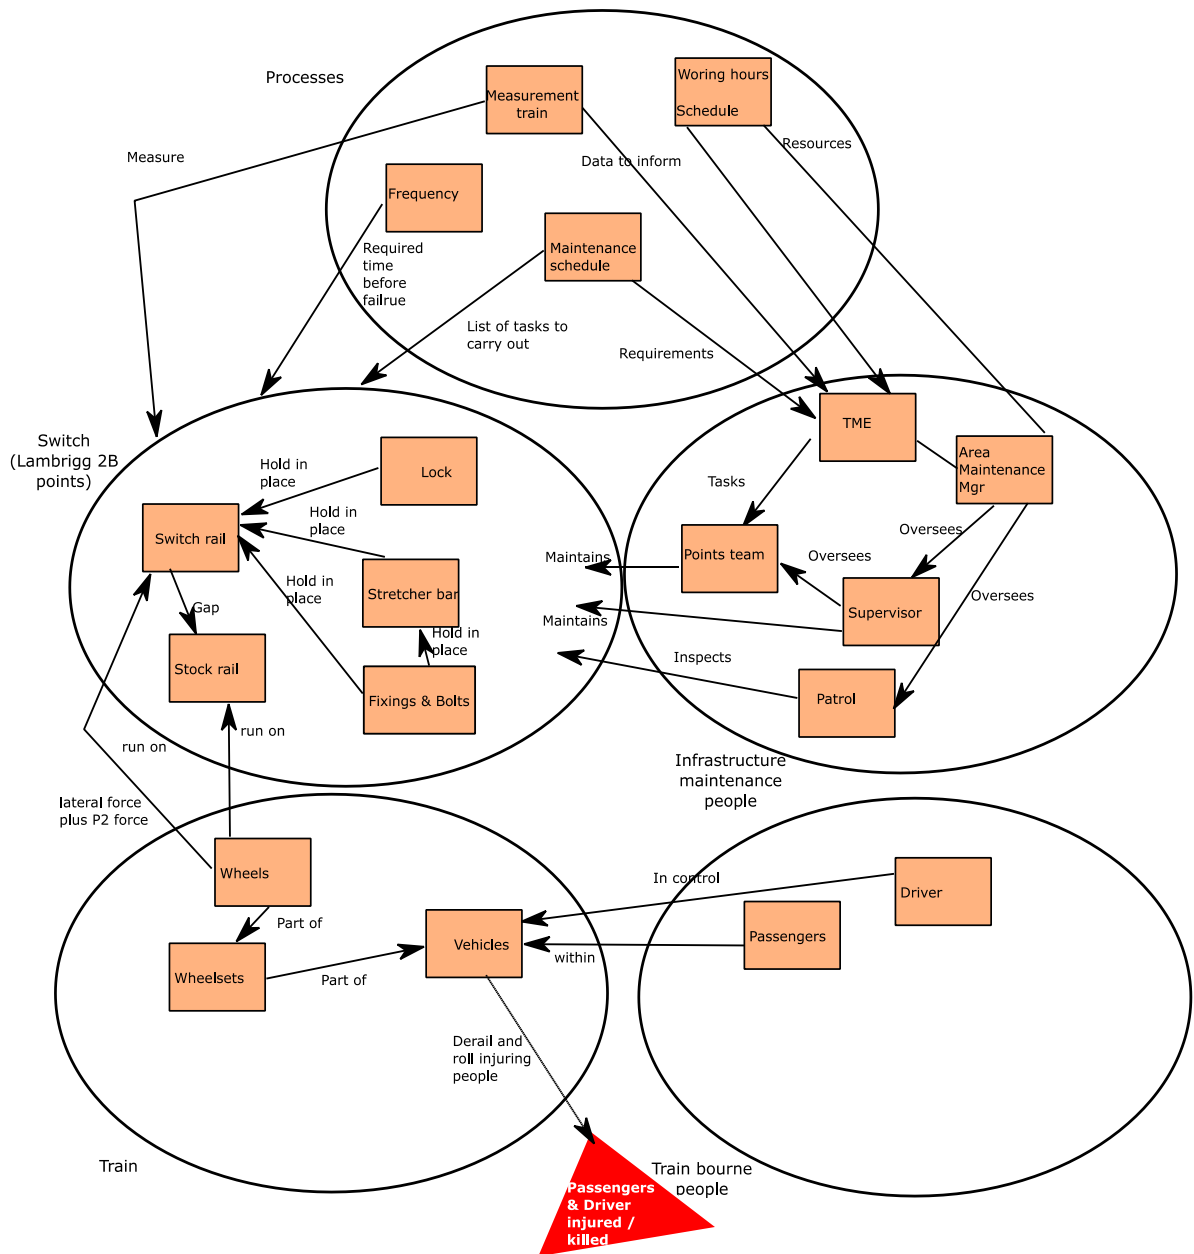 Processes
Measurement
train
Woring hours
Schedule
Measure
Data to inform
Resources
Frequency
Required
time
before
failrue
Maintenance
schedule
List of tasks to
carry out
Requirements
Switch
(Lambrigg 2B
points)
Hold in
place
Lock
Hold in
place
Switch rail
Hold in
place
Stretcher bar
Gap
Hold in
place
Stock rail
Fixings & Bolts
run on
run on
TME
Area
Maintenance
Mgr
Tasks
Oversees
Points team
Oversees
Maintains
Supervisor
Oversees
Maintains
Inspects
Patrol
Infrastructure
maintenance
people
lateral force
plus P2 force
Wheels
Part of
Wheelsets
Part of
Vehicles
In control
Driver
Passengers
within
Derail and
roll injuring
people
Train
Train bourne
people
Passengers
& Driver
injured /
killed